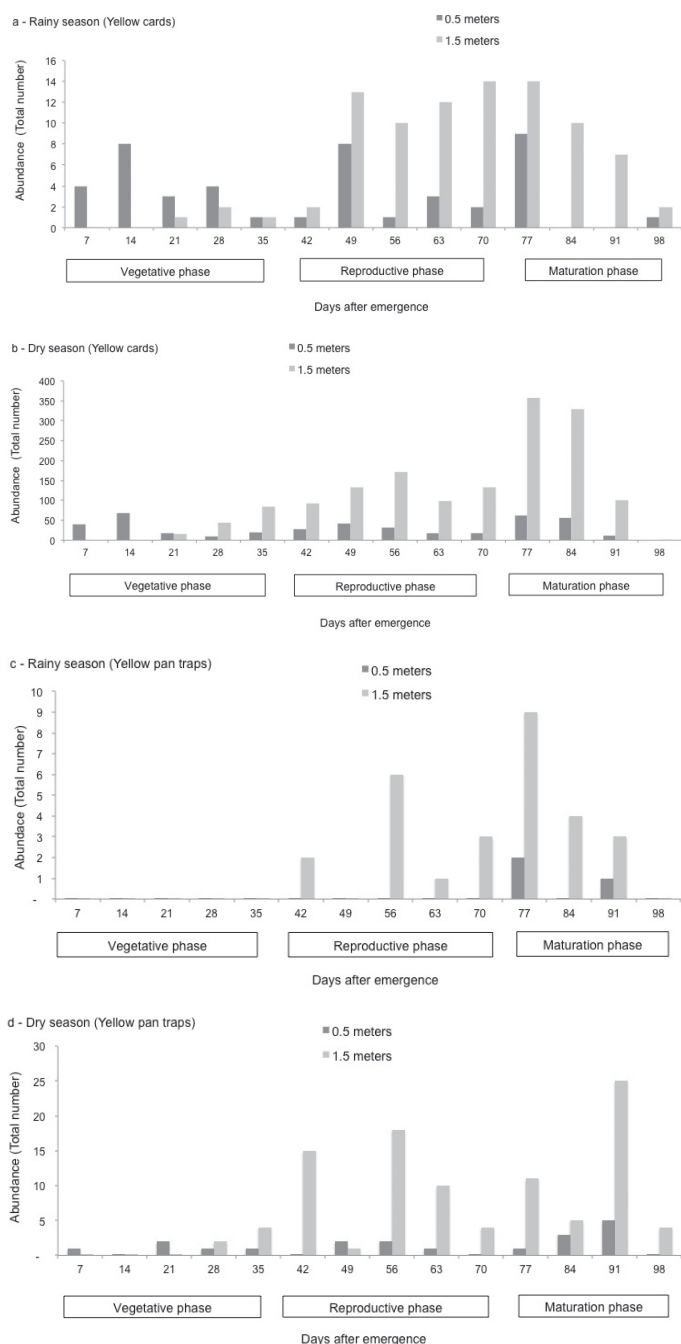 a - Rainy season (Yellow cards)
0.5 meters
1.5 meters
Abundance (Total number)
16
14
12
10
8
6
4
2
0
7 14 21 28 35 42 49 56 63 70 77 84 91 98
Vegetative phase Reproductive phase Maturation phase
Days after emergence
b - Dry season (Yellow cards)
0.5 meters
1.5 meters
Abundance (Total number)
400
350
300
250
200
150
100
50
0
7 14 21 28 35 42 49 56 63 70 77 84 91 98
Vegetative phase Reproductive phase Maturation phase
Days after emergence
c - Rainy season (Yellow pan traps)
0.5 meters
1.5 meters
Abundace (Total number)
10
9
8
7
6
5
4
3
2
1
-
7 14 21 28 35 42 49 56 63 70 77 84 91 98
Vegetative phase Reproductive phase Maturation phase
Days after emergence
d - Dry season (Yellow pan traps)
0.5 meters
1.5 meters
Abundance (Total number)
30
25
20
15
10
5
-
7 14 21 28 35 42 49 56 63 70 77 84 91 98
Vegetative phase Reproductive phase Maturation phase
Days after emergence